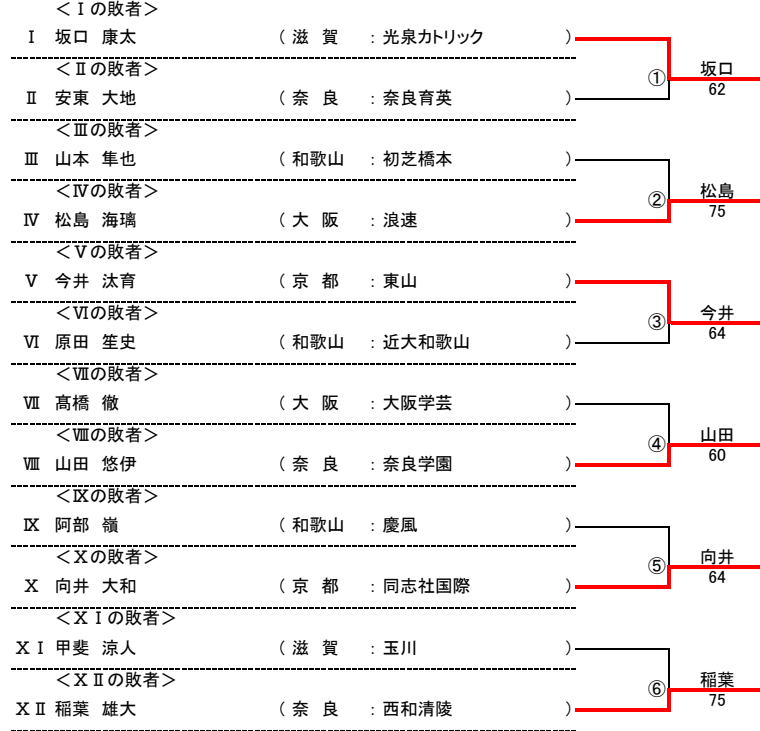 ＜Ⅰの敗者＞
Ⅰ 坂口 康太 （ 滋 賀 ：光泉カトリック ）
① 坂口
62
＜Ⅱの敗者＞
Ⅱ 安東 大地 （ 奈 良 ：奈良育英 ）
＜Ⅲの敗者＞
Ⅲ 山本 隼也 （ 和歌山 ：初芝橋本 ）
② 松島
75
＜Ⅳの敗者＞
Ⅳ 松島 海璃 （ 大 阪 ：浪速 ）
＜Ⅴの敗者＞
Ⅴ 今井 汰育 （ 京 都 ：東山 ）
③ 今井
64
＜Ⅵの敗者＞
Ⅵ 原田 笙史 （ 和歌山 ：近大和歌山 ）
＜Ⅶの敗者＞
Ⅶ 髙橋 徹 （ 大 阪 ：大阪学芸 ）
④ 山田
60
＜Ⅷの敗者＞
Ⅷ 山田 悠伊 （ 奈 良 ：奈良学園 ）
＜Ⅸの敗者＞
Ⅸ 阿部 嶺 （ 和歌山 ：慶風 ）
⑤ 向井
64
＜Ⅹの敗者＞
Ⅹ 向井 大和 （ 京 都 ：同志社国際 ）
＜ⅩⅠの敗者＞
ⅩⅠ 甲斐 涼人 （ 滋 賀 ：玉川 ）
⑥ 稲葉
75
＜ⅩⅡの敗者＞
ⅩⅡ 稲葉 雄大 （ 奈 良 ：西和清陵 ）